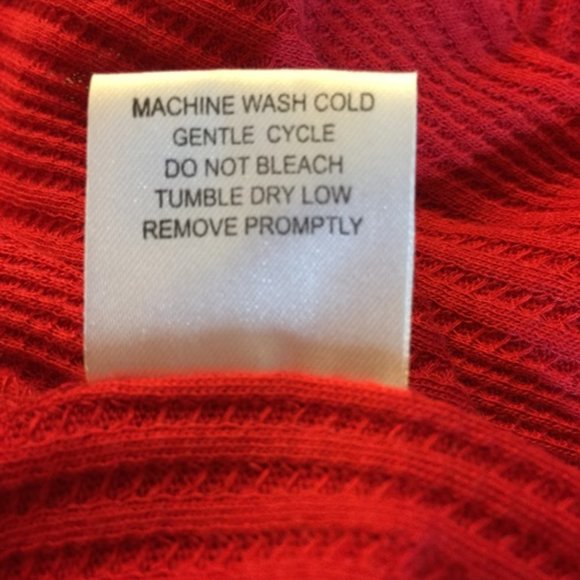 MACHINE WASH COLD
GENTLE CYCLE
DO NOT BLEACH
TUMBLE DRY LOW
REMOVE PROMPTLY